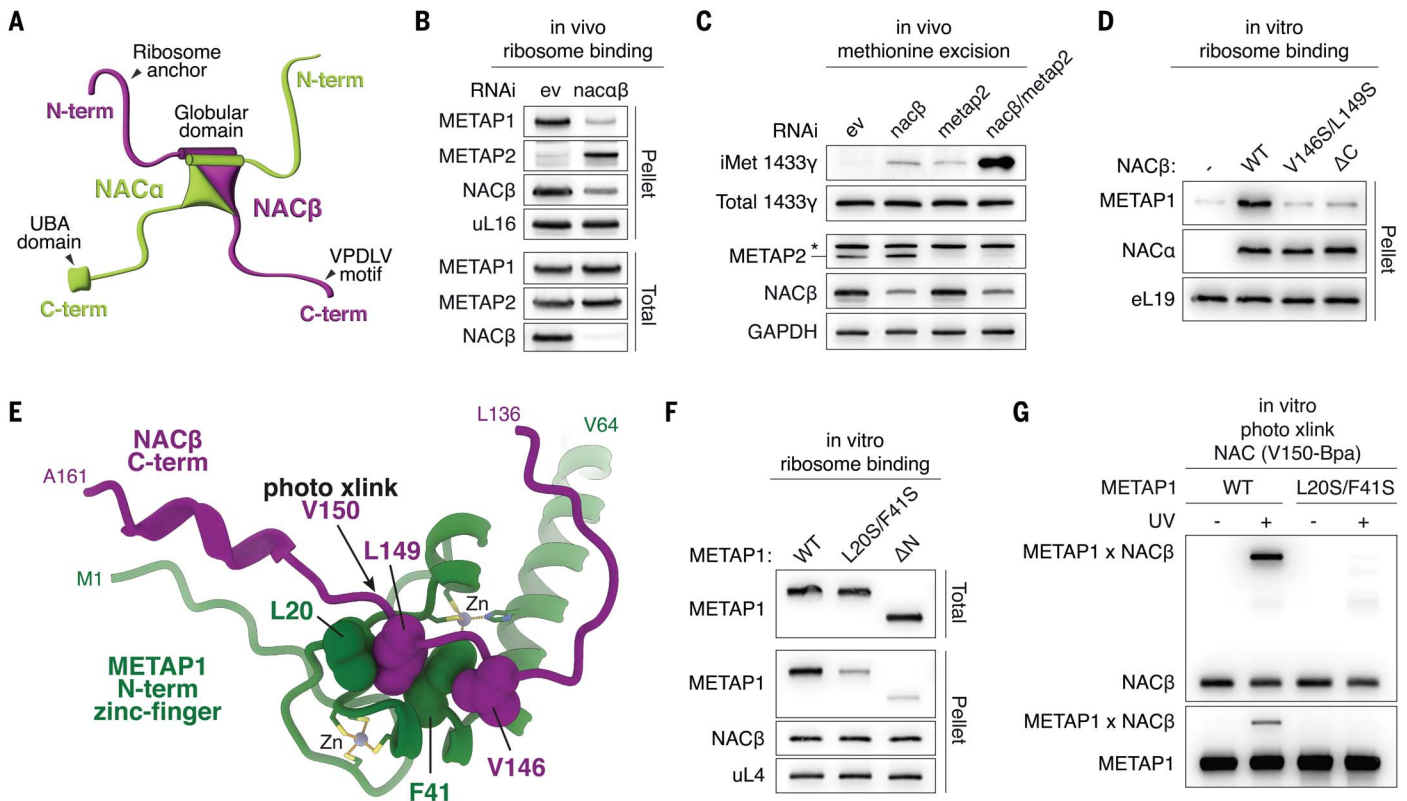 A
Ribosome
anchor
N-term
N-term
Globular
domain
NACα
NACβ
UBA
domain
VPDLV
motif
C-term
C-term
B
in vivo
ribosome binding
RNAi ev nacαβ
METAP1
METAP2
NACβ
uL16
Pellet
METAP1
METAP2
NACβ
Total
C
in vivo
methionine excision
RNAi ev nacβ metap2 nacβ/metap2
iMet 1433γ
Total 1433γ
*
METAP2
NACβ
GAPDH
D
in vitro
ribosome binding
NACβ: - WT V146S/L149S ΔC
METAP1
NACα
eL19
Pellet
E
NACβ
C-term
A161
L136
V64
photo xlink
V150
L149
M1
L20
Zn
METAP1
N-term
zinc-finger
Zn
V146
F41
F
in vitro
ribosome binding
METAP1: WT L20S/F41S ΔN
METAP1
Total
METAP1
NACβ
uL4
Pellet
G
in vitro
photo xlink
NAC (V150-Bpa)
METAP1 WT L20S/F41S
UV - + - +
METAP1 x NACβ
NACβ
METAP1 x NACβ
METAP1